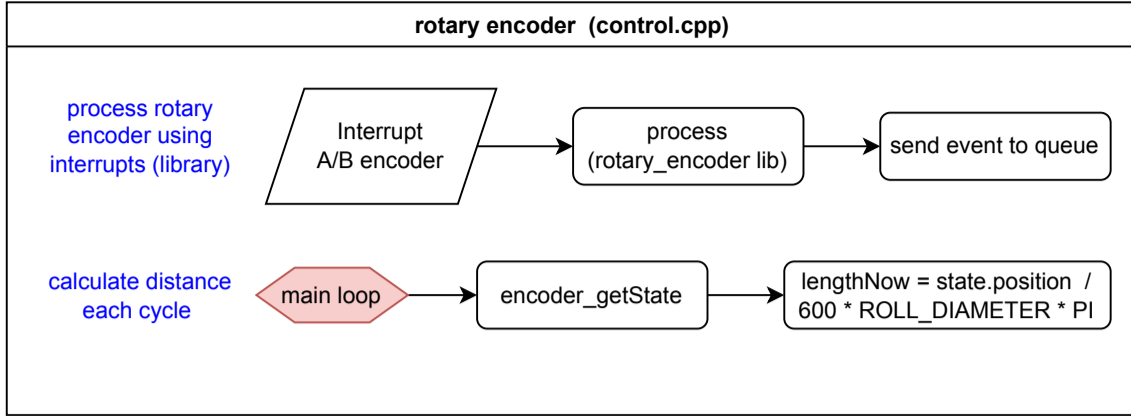 rotary encoder (control.cpp)
process rotary
encoder using
interrupts (library)
Interrupt
A/B encoder
process
(rotary_encoder lib)
send event to queue
calculate distance
each cycle
main loop
encoder_getState
lengthNow = state.position /
600 * ROLL_DIAMETER * PI